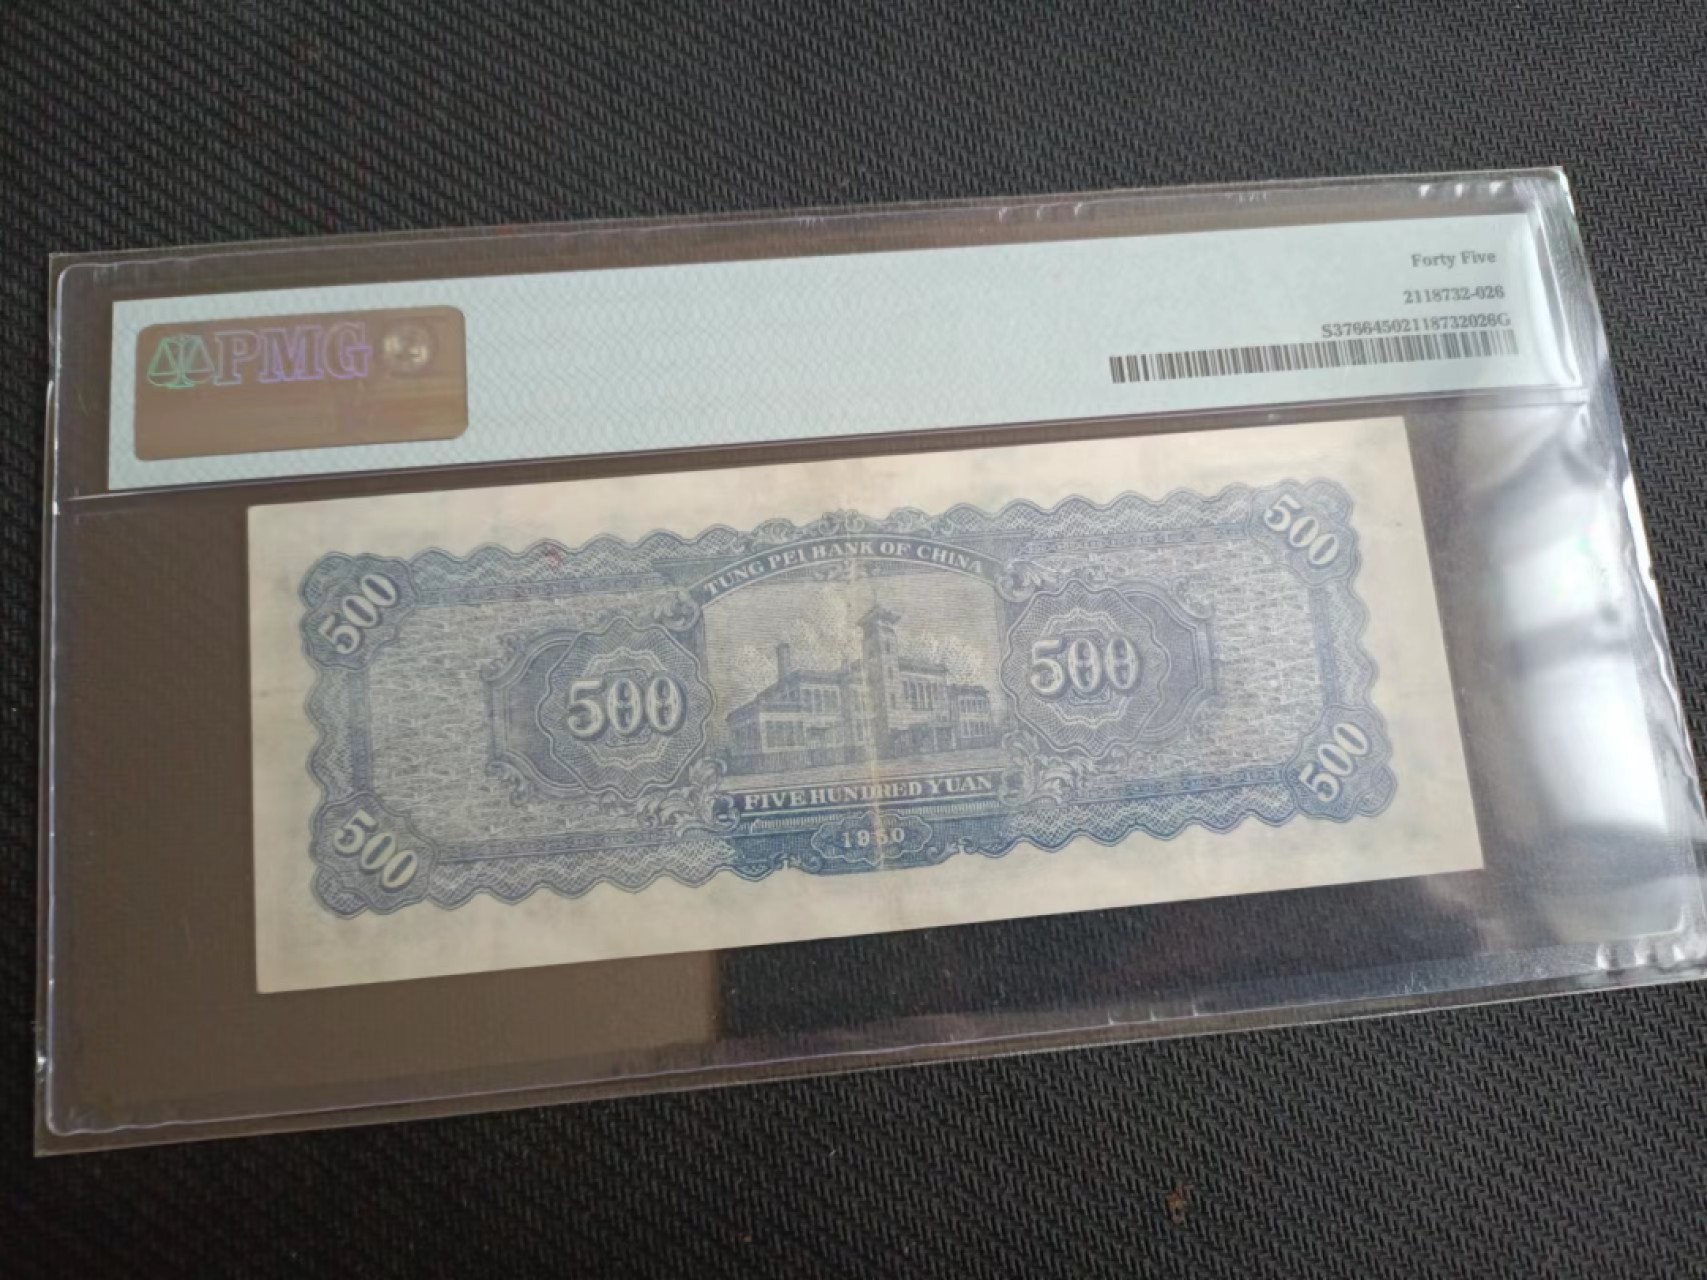 Forty Five
2118732-026
S37664502118732026G
PMG
TUNG PEI BANK OF CHINA
500
500
500
500
500
500
FIVE HUNDRED YUAN
1950